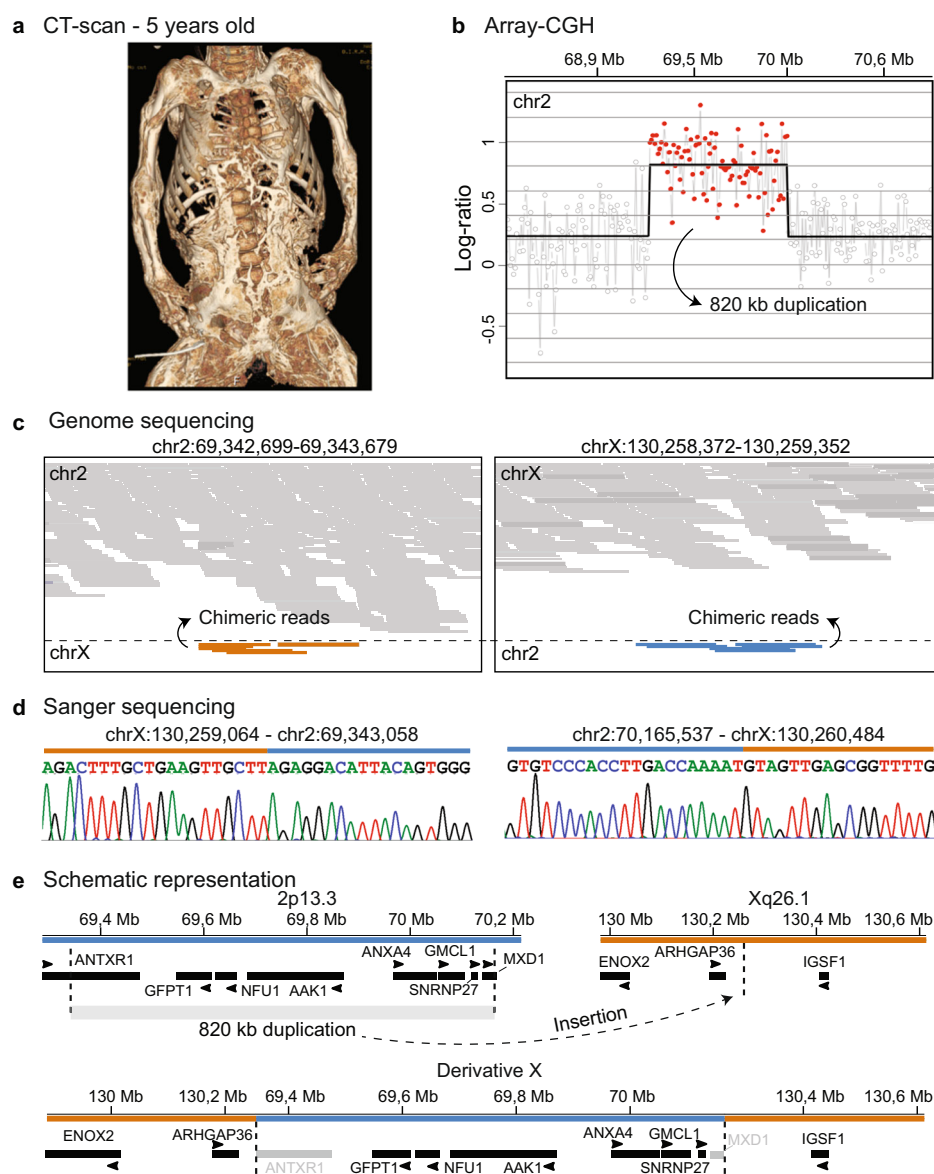 a CT-scan - 5 years old
b Array-CGH
68,9 Mb 69,5 Mb 70 Mb 70,6 Mb
chr2
Log-ratio
1
0.5
0
-0.5
820 kb duplication
c Genome sequencing
chr2:69,342,699-69,343,679
chrX:130,258,372-130,259,352
chr2
chrX
Chimeric reads
Chimeric reads
chrX
chr2
d Sanger sequencing
chrX:130,259,064 - chr2:69,343,058
chr2:70,165,537 - chrX:130,260,484
AGACTTTGCTGAAGTTGCTTAGAGGACATTACAGTGGG
GTGTCCCACCTTGACCAAAATGTAGTTGAGCGGTTTTG
e Schematic representation
2p13.3
Xq26.1
69,4 Mb 69,6 Mb 69,8 Mb 70 Mb 70,2 Mb
130 Mb 130,2 Mb 130,4 Mb 130,6 Mb
ANTXR1
ANXA4
GMCL1
MXD1
GFPT1
NFU1
AAK1
SNRNP27
ENOX2
ARHGAP36
IGSF1
820 kb duplication
Insertion
Derivative X
130 Mb 130,2 Mb 69,4 Mb 69,6 Mb 69,8 Mb 70 Mb 130,4 Mb 130,6 Mb
ENOX2
ARHGAP36
ANTXR1
GFPT1
NFU1
AAK1
ANXA4
GMCL1
SNRNP27
MXD1
IGSF1